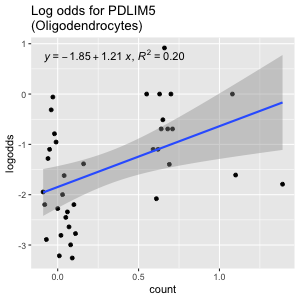 Log odds for PDLIM5
(Oligodendrocytes)
y = −1.85 + 1.21 x, R² = 0.20
logodds
1
0
-1
-2
-3
0.0
0.5
1.0
count